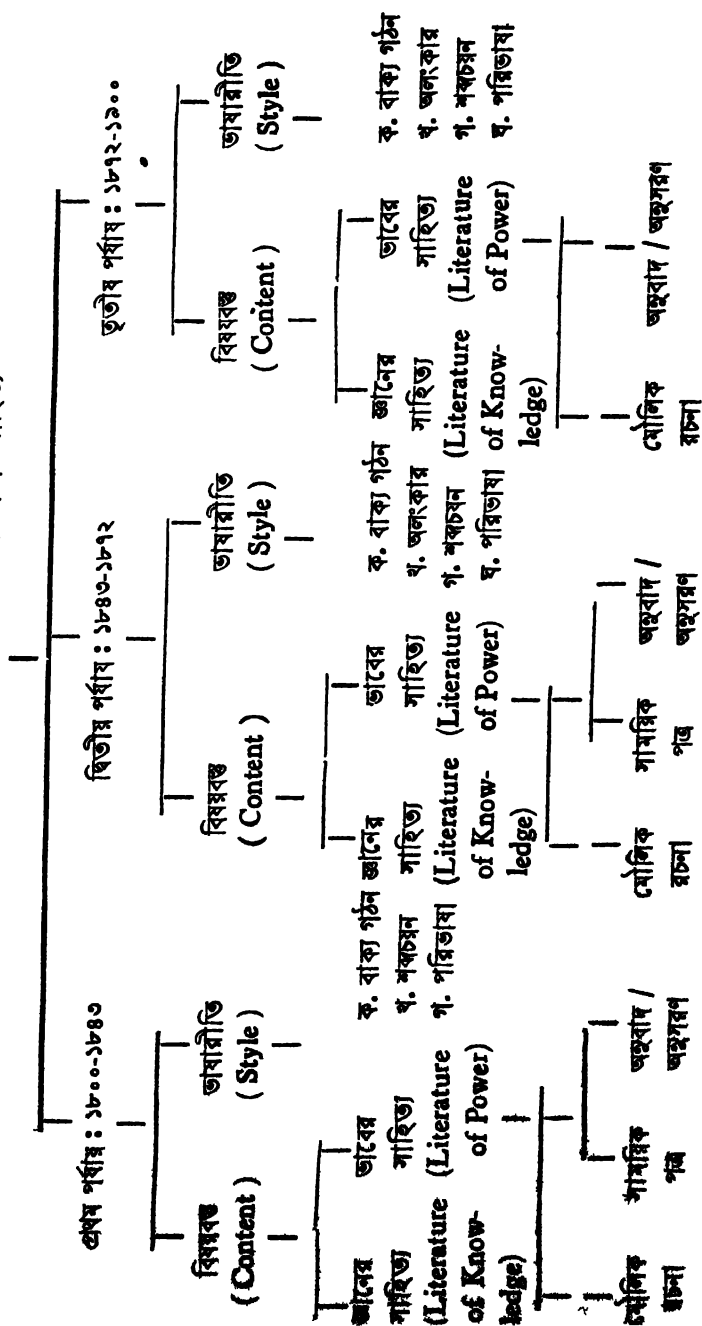 প্রথম পর্যায় : ১৮০০-১৮৪৩
দ্বিতীয় পর্যায় : ১৮৪৩-১৮৭২
তৃতীয় পর্যায় : ১৮৭২-১৯০০
বিষয়বস্তু
( Content )
ভাষারীতি
( Style )
বিষয়বস্তু
( Content )
ভাষারীতি
( Style )
বিষয়বস্তু
( Content )
ভাষারীতি
( Style )
জ্ঞানের
সাহিত্য
(Literature
of Know-
ledge)
ভাবের
সাহিত্য
(Literature
of Power)
ক. বাক্য গঠন
খ. শব্দচয়ন
গ. পরিভাষা
জ্ঞানের
সাহিত্য
(Literature
of Know-
ledge)
ভাবের
সাহিত্য
(Literature
of Power)
ক. বাক্য গঠন
খ. অলংকার
গ. শব্দচয়ন
ঘ. পরিভাষা
জ্ঞানের
সাহিত্য
(Literature
of Know-
ledge)
ভাবের
সাহিত্য
(Literature
of Power)
ক. বাক্য গঠন
খ. অলংকার
গ. শব্দচয়ন
ঘ. পরিভাষা
মৌলিক
রচনা
সাময়িক
পত্র
অনুবাদ /
অনুসরণ
মৌলিক
রচনা
সাময়িক
পত্র
অনুবাদ /
অনুসরণ
মৌলিক
রচনা
অনুবাদ / অনুসরণ